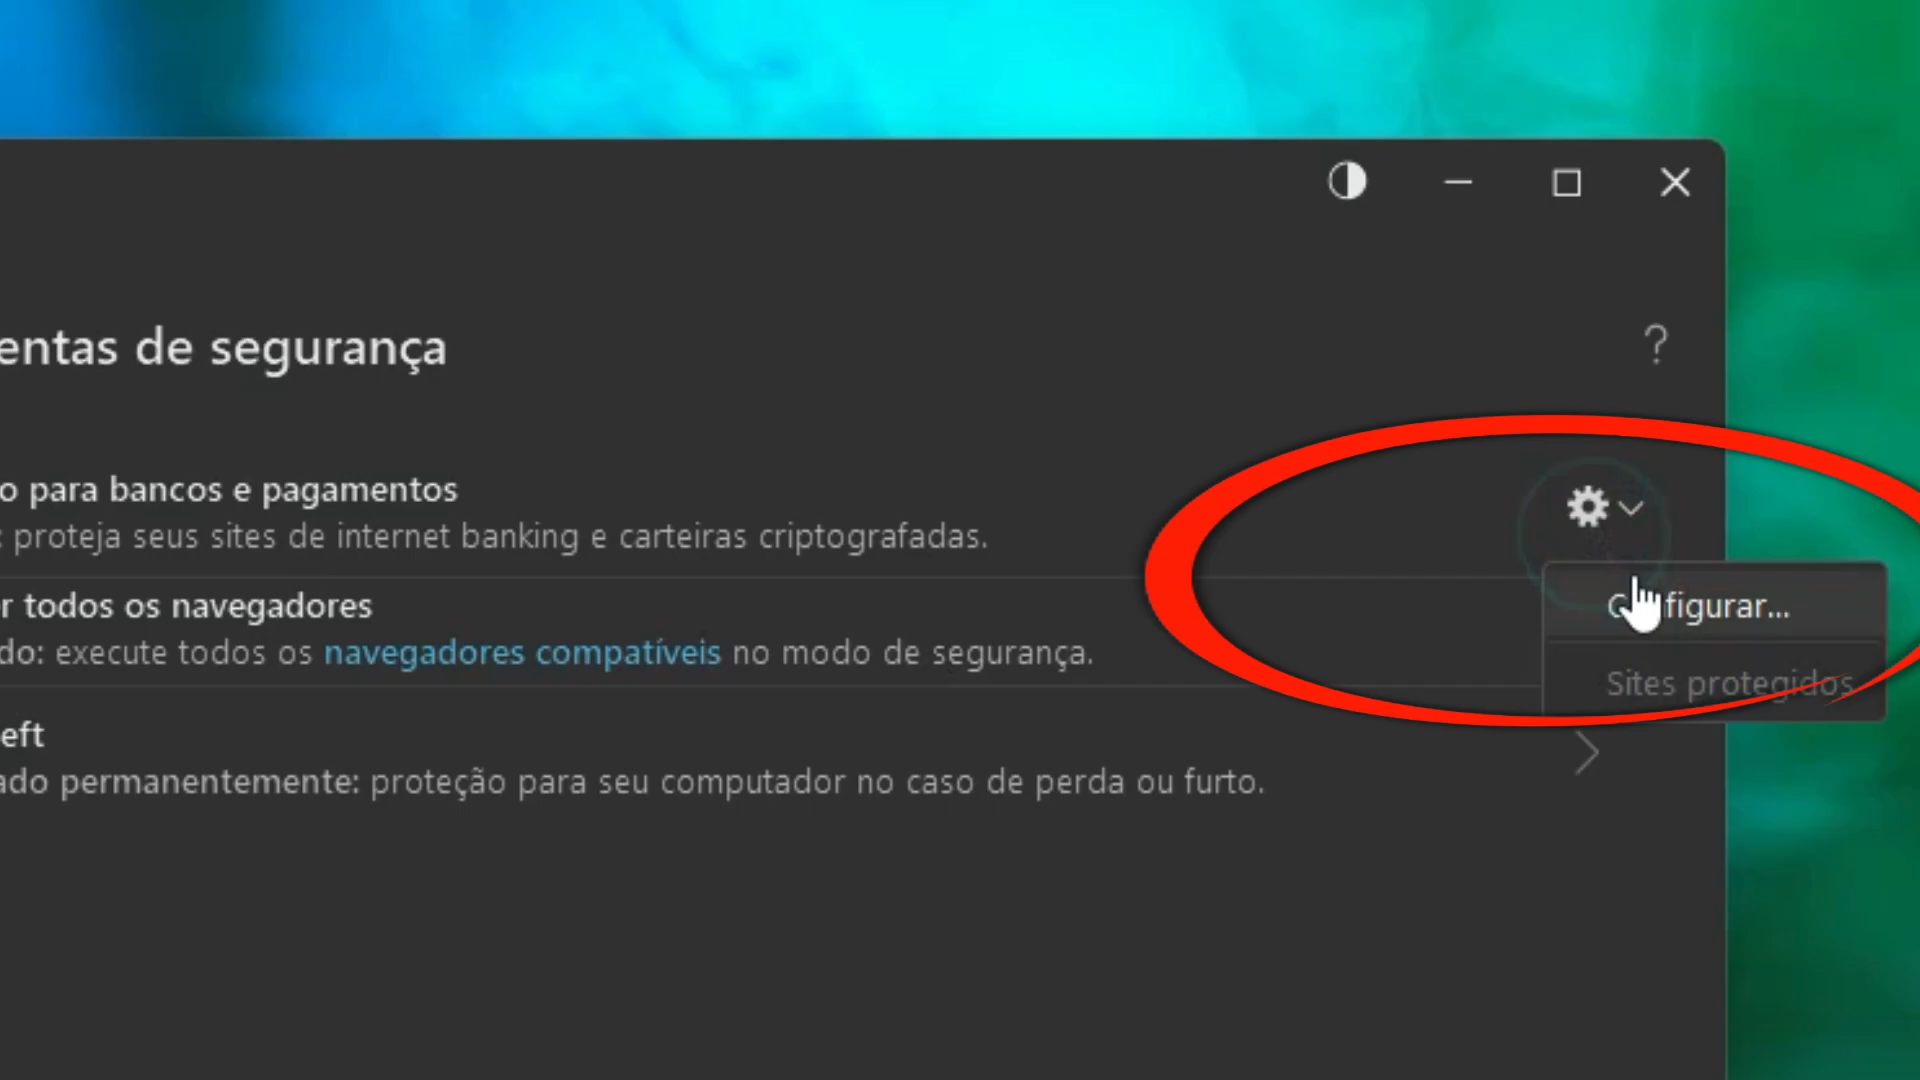 entas de segurança
?
o para bancos e pagamentos
: proteja seus sites de internet banking e carteiras criptografadas.
r todos os navegadores
do: execute todos os navegadores compatíveis no modo de segurança.
Configurar...
Sites protegidos
eft
ado permanentemente: proteção para seu computador no caso de perda ou furto.